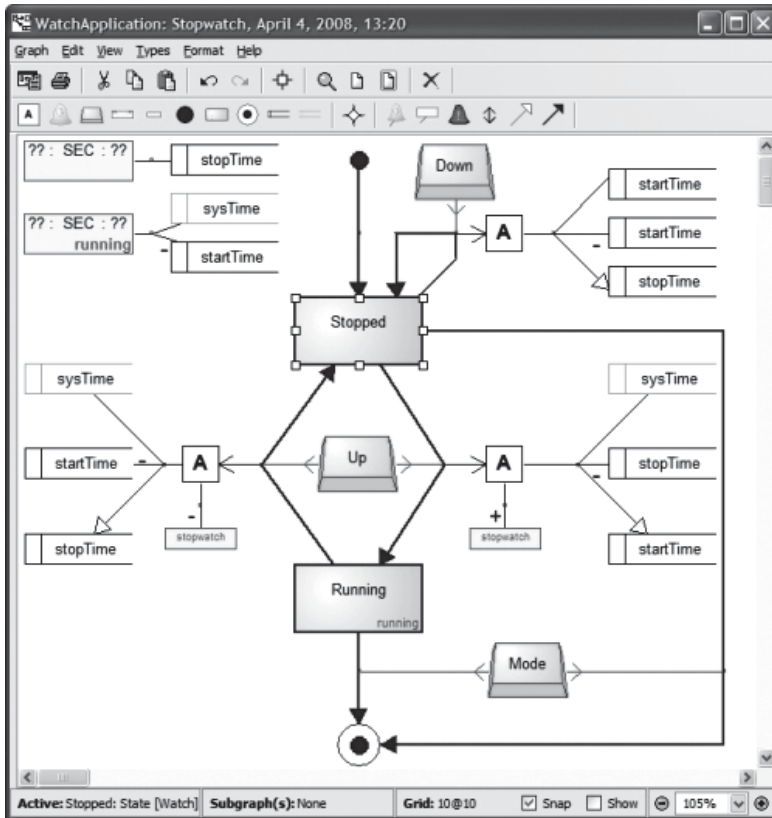 WatchApplication: Stopwatch, April 4, 2008, 13:20
Graph Edit View Types Format Help
A
?? : SEC : ??
stopTime
?? : SEC : ??
running
sysTime
- startTime
Down
A
startTime
- startTime
stopTime
Stopped
sysTime
startTime -
stopTime
A
-
stopwatch
Up
A
+
stopwatch
sysTime
- stopTime
startTime
Running
running
Mode
Active: Stopped: State [Watch] Subgraph(s): None Grid: 10@10 Snap Show 105%